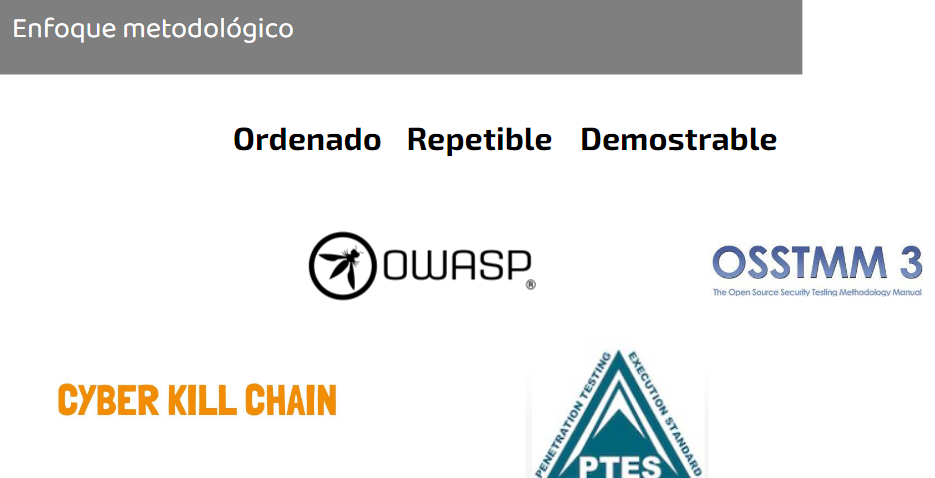 Enfoque metodológico
Ordenado Repetible Demostrable
OWASP®
OSSTMM 3
The Open Source Security Testing Methodology Manual
CYBER KILL CHAIN
PENETRATION TESTING
EXECUTION STANDARD
PTES